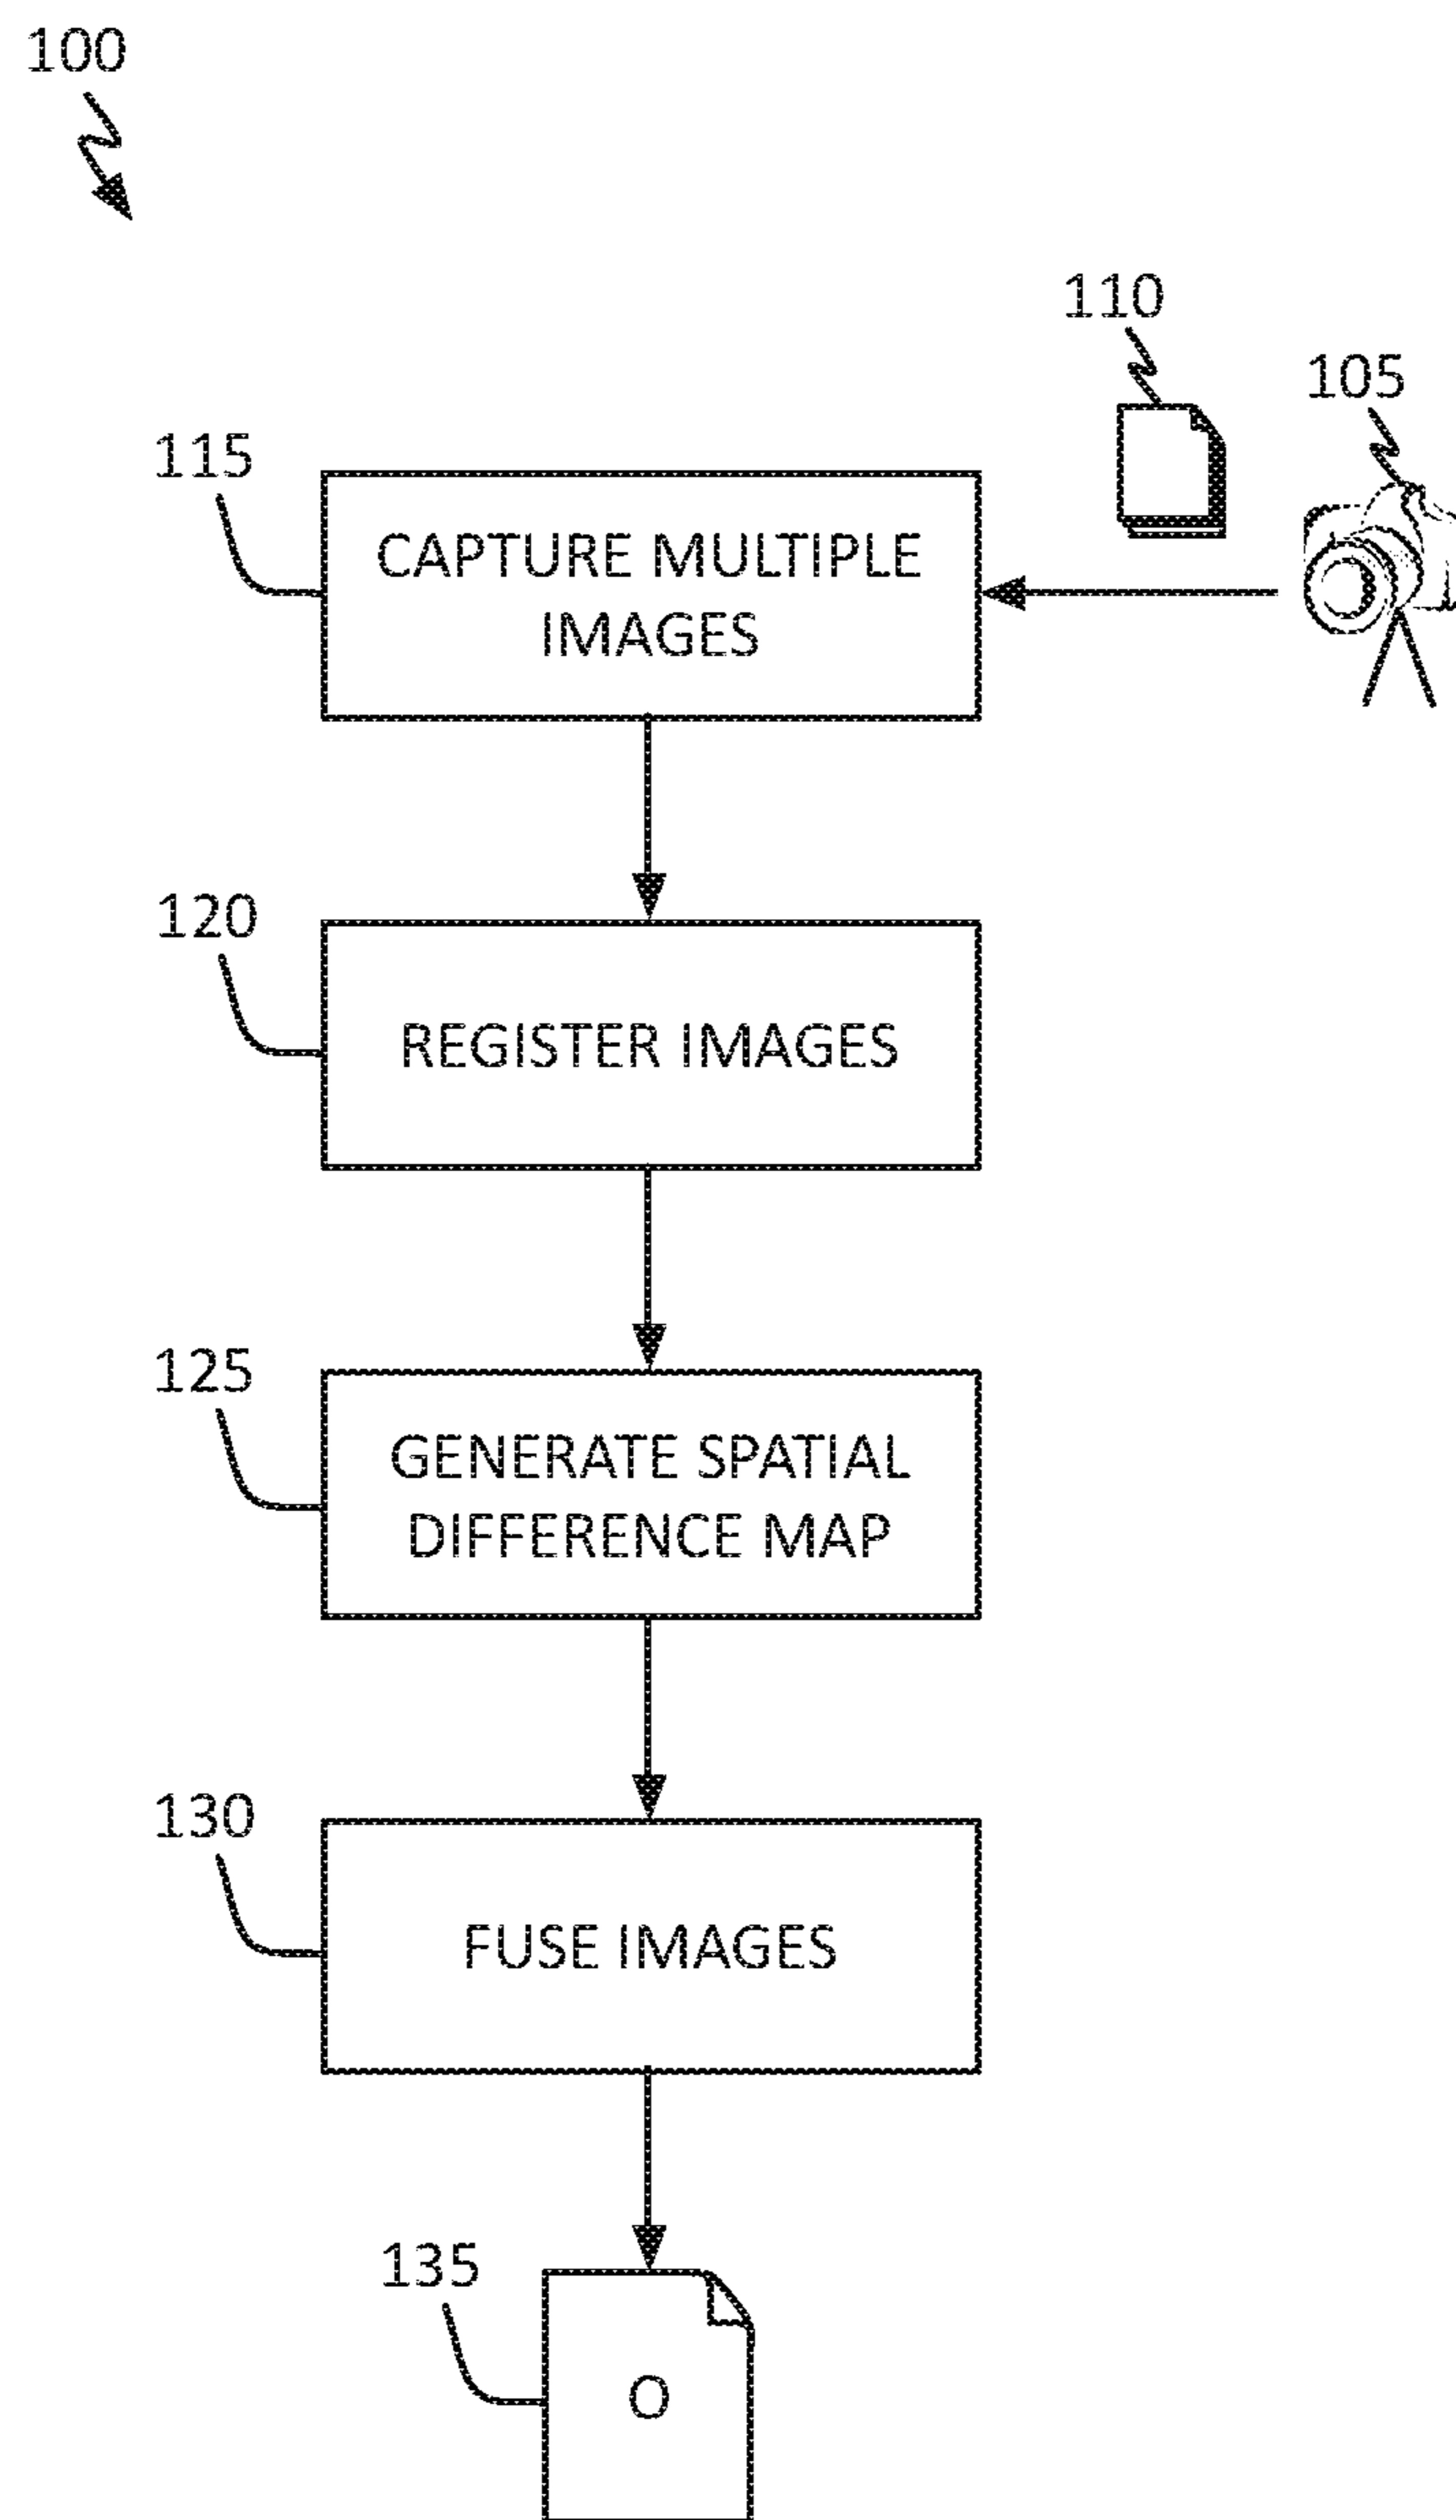 100
110
105
115
CAPTURE MULTIPLE
IMAGES
120
REGISTER IMAGES
125
GENERATE SPATIAL
DIFFERENCE MAP
130
FUSE IMAGES
135
O